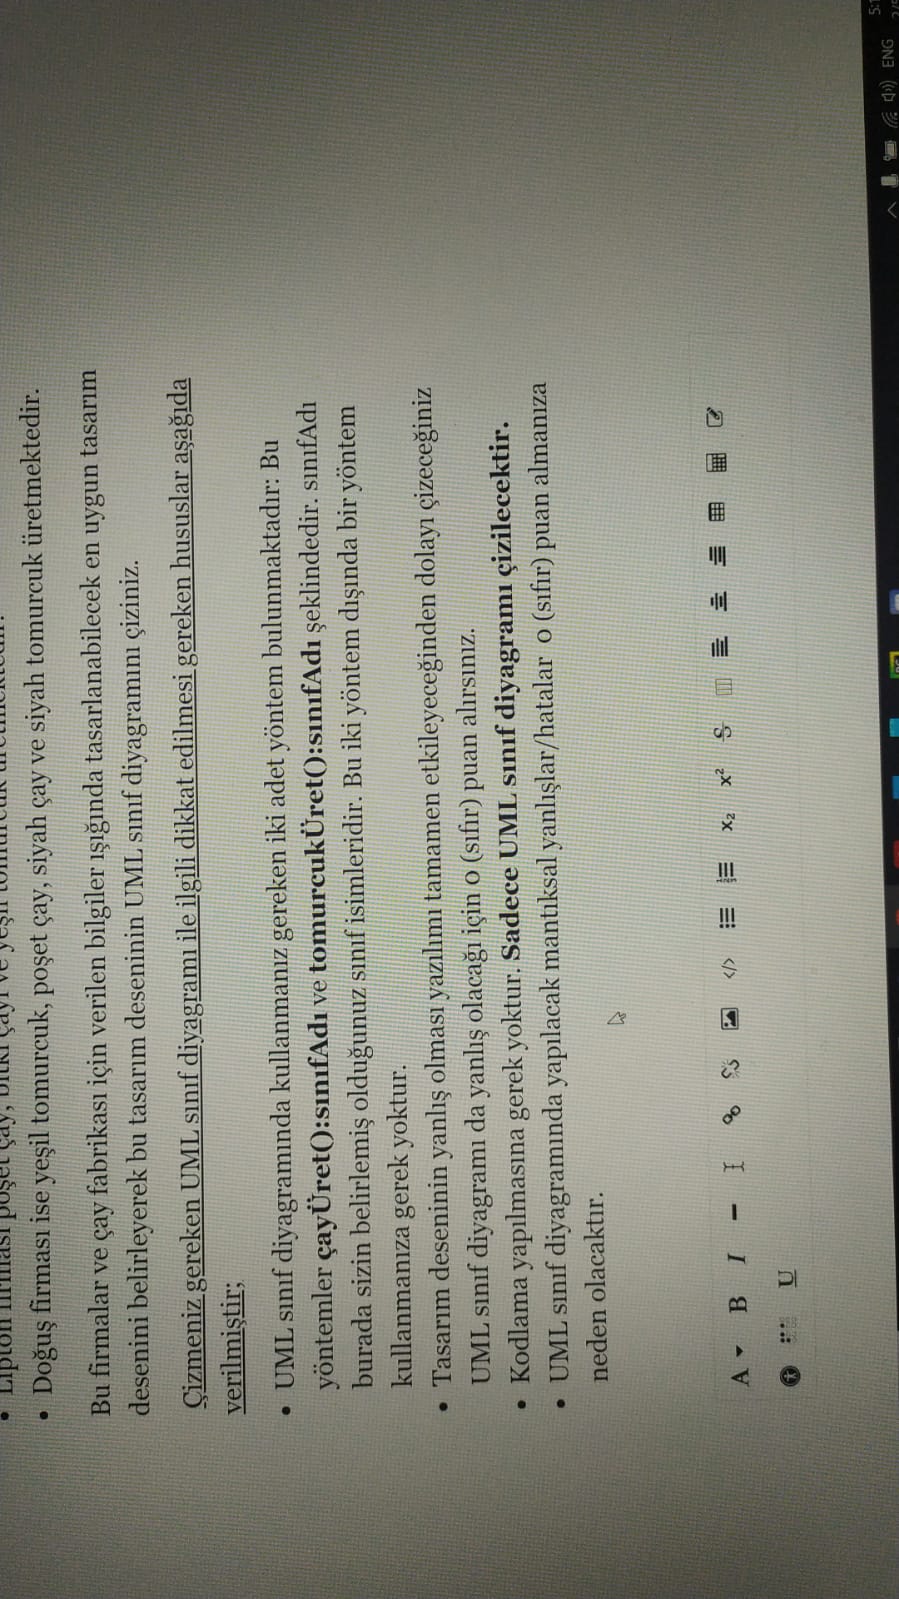 Lipton firması poşet çay, bitki çayı ve yeşil tomurcuk üretmektedir.
Doğuş firması ise yeşil tomurcuk, poşet çay, siyah çay ve siyah tomurcuk üretmektedir.
Bu firmalar ve çay fabrikası için verilen bilgiler ışığında tasarlanabilecek en uygun tasarım
desenini belirleyerek bu tasarım deseninin UML sınıf diyagramını çiziniz.
Çizmeniz gereken UML sınıf diyagramı ile ilgili dikkat edilmesi gereken hususlar aşağıda
verilmiştir;
UML sınıf diyagramında kullanmanız gereken iki adet yöntem bulunmaktadır: Bu
yöntemler çayÜret():sınıfAdı ve tomurcukÜret():sınıfAdı şeklindedir. sınıfAdı
burada sizin belirlemiş olduğunuz sınıf isimleridir. Bu iki yöntem dışında bir yöntem
kullanmanıza gerek yoktur.
Tasarım deseninin yanlış olması yazılımı tamamen etkileyeceğinden dolayı çizeceğiniz
UML sınıf diyagramı da yanlış olacağı için 0 (sıfır) puan alırsınız.
Kodlama yapılmasına gerek yoktur. Sadece UML sınıf diyagramı çizilecektir.
UML sınıf diyagramında yapılacak mantıksal yanlışlar/hatalar 0 (sıfır) puan almanıza
neden olacaktır.
A B I x₂ x² S
U
ENG